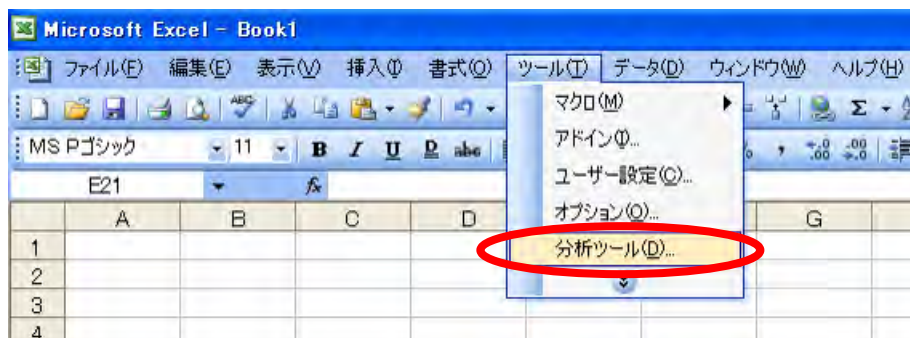 Microsoft Excel - Book1
ファイル(F) 編集(E) 表示(V) 挿入(I) 書式(O) ツール(T) データ(D) ウィンドウ(W) ヘルプ(H)
マクロ(M)
アドイン(I)...
ユーザー設定(C)...
オプション(O)...
分析ツール(D)...
MS Pゴシック 11 B I U D abc
E21 fx
A B C D G
1
2
3
4